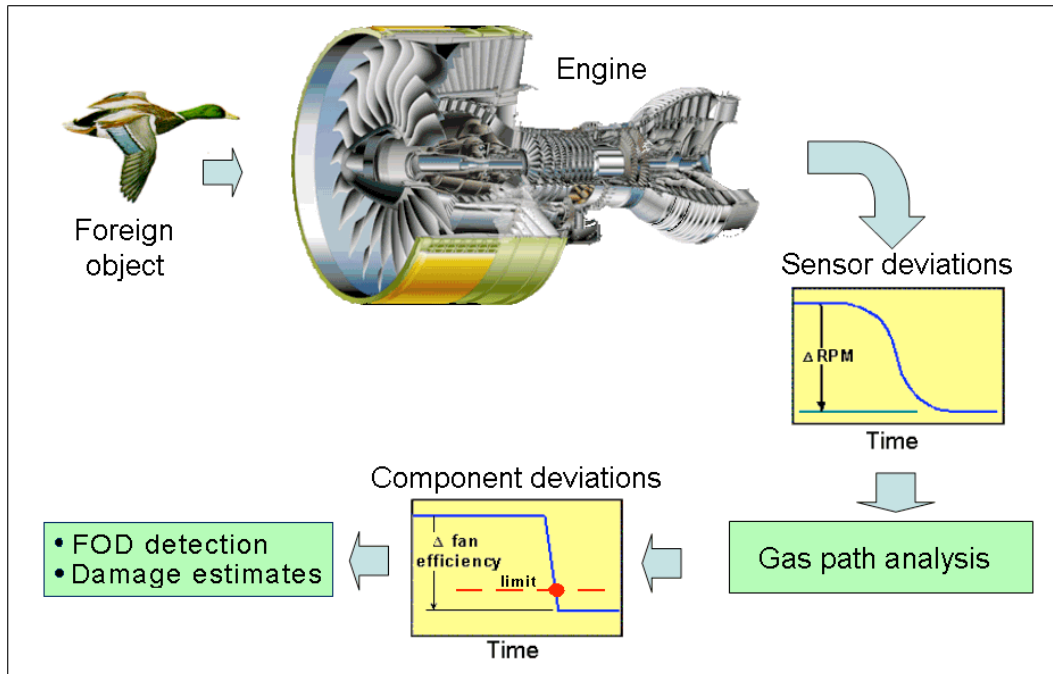 Engine
Foreign
object
Sensor deviations
Δ RPM
Time
Gas path analysis
Component deviations
Δ fan
efficiency
limit
Time
• FOD detection
• Damage estimates